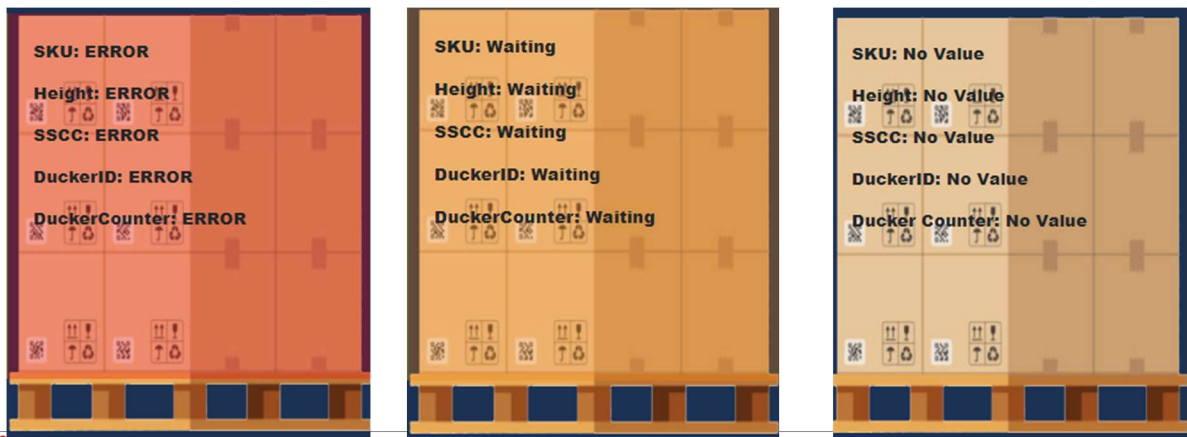 SKU: ERROR
Height: ERROR
SSCC: ERROR
DuckerID: ERROR
DuckerCounter: ERROR
SKU: Waiting
Height: Waiting
SSCC: Waiting
DuckerID: Waiting
DuckerCounter: Waiting
SKU: No Value
Height: No Value
SSCC: No Value
DuckerID: No Value
Ducker Counter: No Value